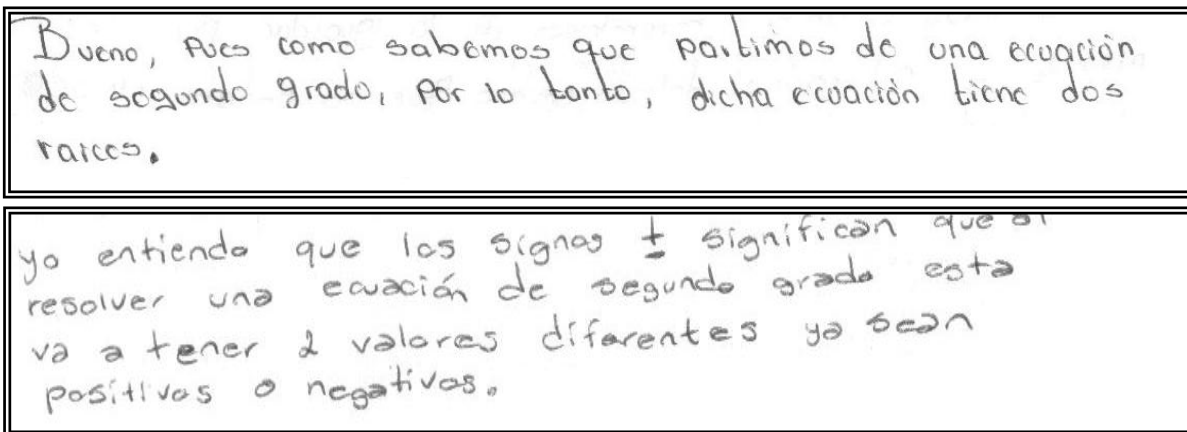 Bueno, pues como sabemos que partimos de una ecuación
de segundo grado, por lo tanto, dicha ecuación tiene dos
raices.
yo entiendo que los signos ± significan que al
resolver una ecuación de segundo grado esta
va a tener 2 valores diferentes ya sean
positivos o negativos.